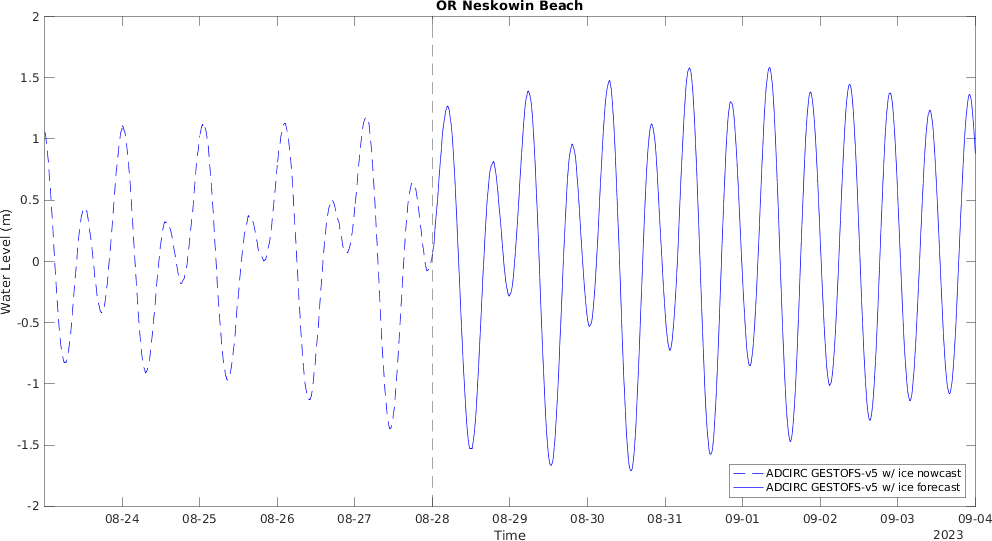 OR Neskowin Beach
2
1.5
1
0.5
0
-0.5
-1
-1.5
-2
Water Level (m)
08-24 08-25 08-26 08-27 08-28 08-29 08-30 08-31 09-01 09-02 09-03 09-04
Time
2023
ADCIRC GESTOFS-v5 w/ ice nowcast
ADCIRC GESTOFS-v5 w/ ice forecast